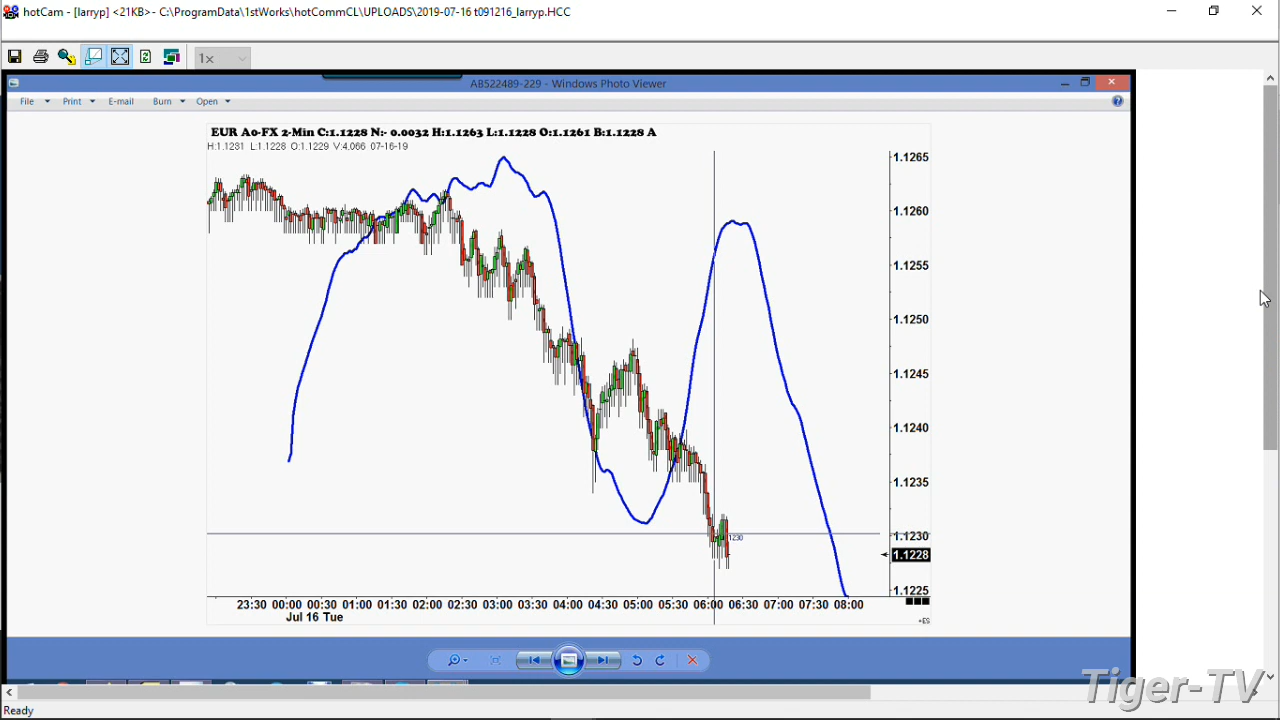 hotCam - [larryp] <21KB>- C:\ProgramData\1stWorks\hotCommCL\UPLOADS\2019-07-16 t091216_larryp.HCC
1x
AB522489-229 - Windows Photo Viewer
File Print E-mail Burn Open
EUR A0-FX 2-Min C:1.1228 N:- 0.0032 H:1.1263 L:1.1228 O:1.1261 B:1.1228 A
H:1.1231 L:1.1228 O:1.1229 V:4.066 07-16-19
1.1265
1.1260
1.1255
1.1250
1.1245
1.1240
1.1235
1.1230
1230
1.1228
1.1225
23:30 00:00 00:30 01:00 01:30 02:00 02:30 03:00 03:30 04:00 04:30 05:00 05:30 06:00 06:30 07:00 07:30 08:00
Jul 16 Tue
+ES
Tiger-TV
Ready